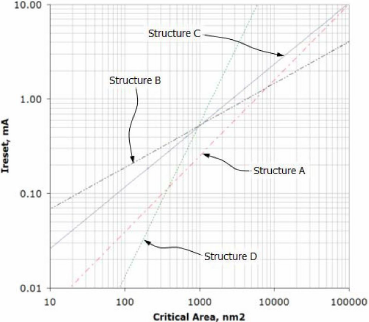 10.00
Structure C
Structure B
1.00
Ireset, mA
Structure A
0.10
Structure D
0.01
10 100 1000 10000 100000
Critical Area, nm2